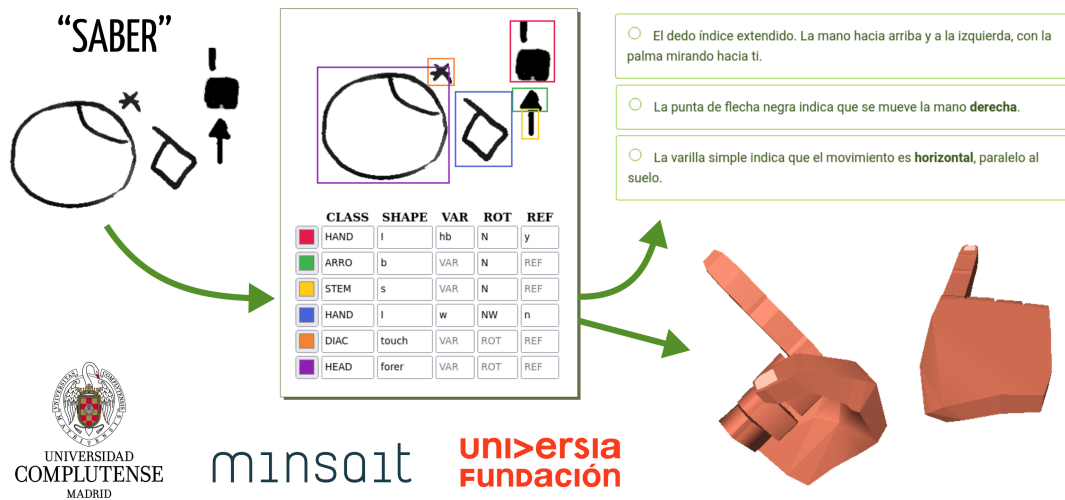 “SABER”
CLASS SHAPE VAR ROT REF
HAND I hb N y
ARRO b VAR N REF
STEM s VAR N REF
HAND I w NW n
DIAC touch VAR ROT REF
HEAD forer VAR ROT REF
El dedo índice extendido. La mano hacia arriba y a la izquierda, con la
palma mirando hacia ti.
La punta de flecha negra indica que se mueve la mano derecha.
La varilla simple indica que el movimiento es horizontal, paralelo al
suelo.
UNIVERSITAS COMPLUTENSIS
MATRITENSIS
UNIVERSIDAD
COMPLUTENSE
MADRID
minsait
universia
Fundación